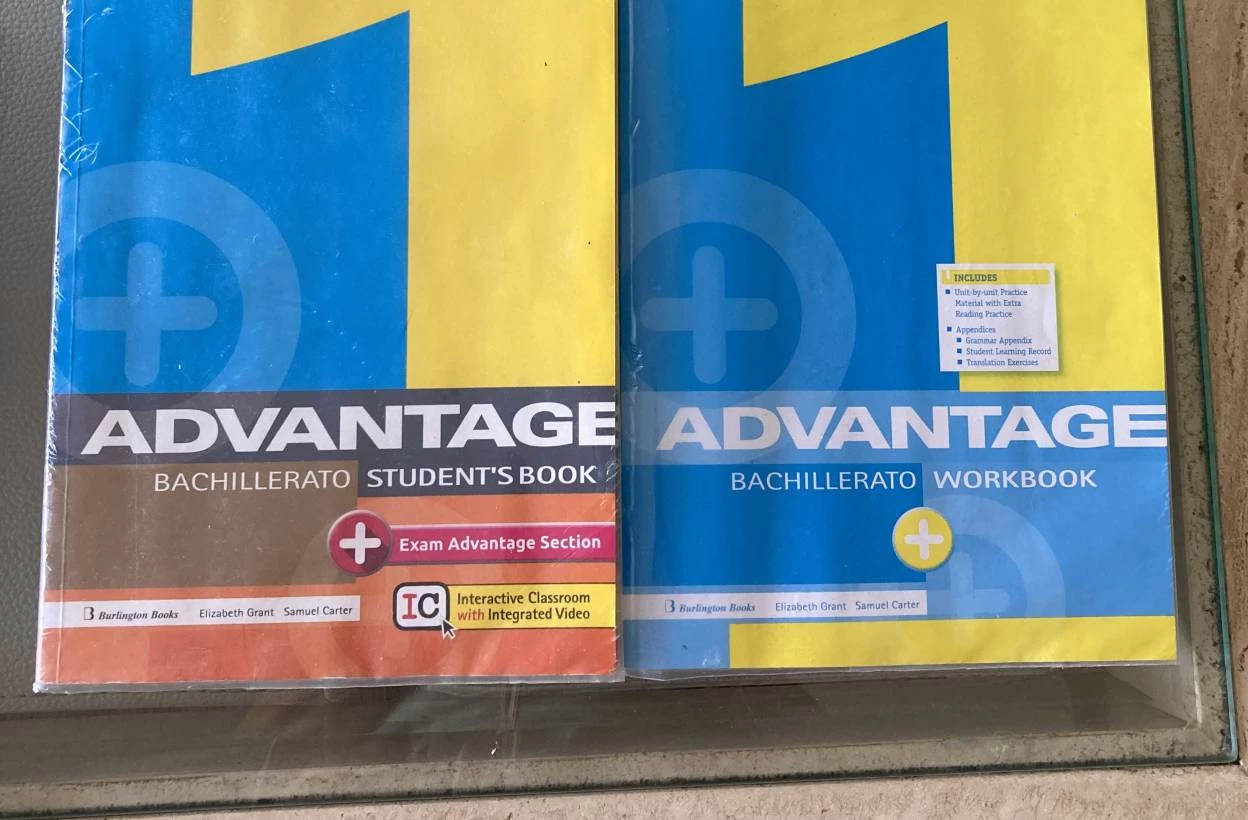 1
ADVANTAGE
BACHILLERATO STUDENT'S BOOK
Exam Advantage Section
IC Interactive Classroom
with Integrated Video
B Burlington Books Elizabeth Grant Samuel Carter
1
INCLUDES
Unit-by-unit Practice
Material with Extra
Reading Practice
Appendices
Grammar Appendix
Student Learning Record
Translation Exercises
ADVANTAGE
BACHILLERATO WORKBOOK
B Burlington Books Elizabeth Grant Samuel Carter